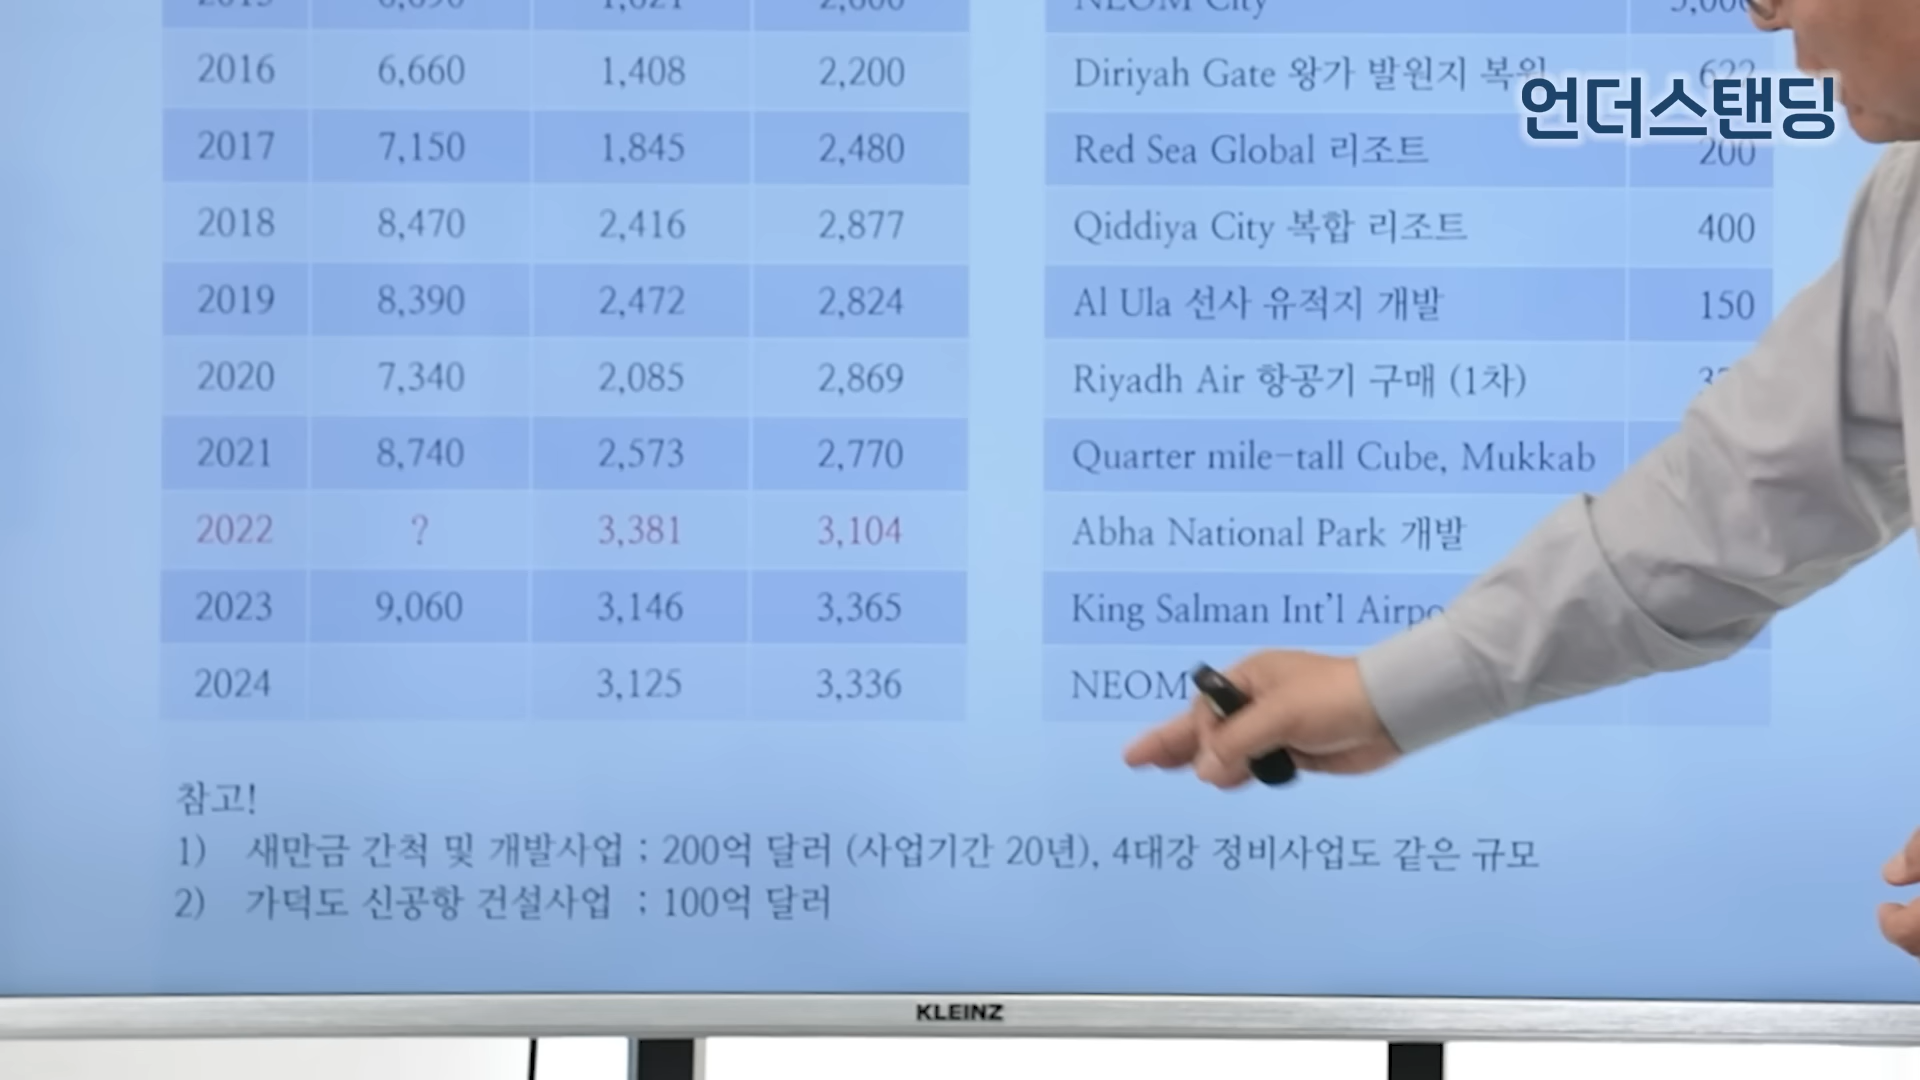 언더스탠딩
2016 6,660 1,408 2,200
2017 7,150 1,845 2,480
2018 8,470 2,416 2,877
2019 8,390 2,472 2,824
2020 7,340 2,085 2,869
2021 8,740 2,573 2,770
2022 ? 3,381 3,104
2023 9,060 3,146 3,365
2024 3,125 3,336
NEOM City
Diriyah Gate 왕가 발원지 복원
Red Sea Global 리조트 200
Qiddiya City 복합 리조트 400
Al Ula 선사 유적지 개발 150
Riyadh Air 항공기 구매 (1차)
Quarter mile-tall Cube, Mukkab
Abha National Park 개발
King Salman Int'l
NEOM
참고!
1) 새만금 간척 및 개발사업 ; 200억 달러 (사업기간 20년), 4대강 정비사업도 같은 규모
2) 가덕도 신공항 건설사업 ; 100억 달러
KLEINZ